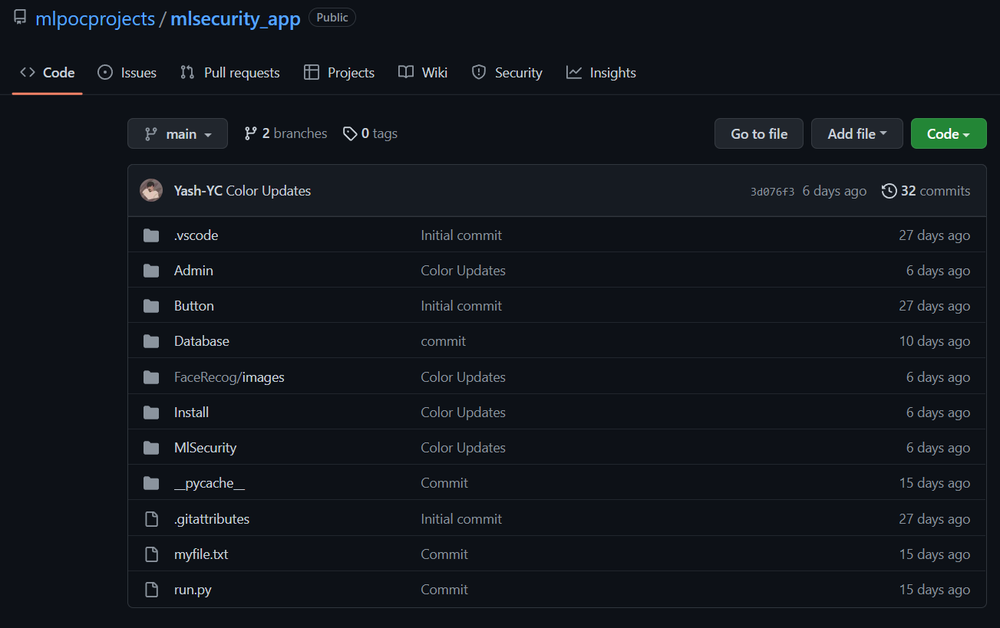 mlpocprojects / mlsecurity_app Public
Code Issues Pull requests Projects Wiki Security Insights
main 2 branches 0 tags Go to file Add file Code
Yash-YC Color Updates 3d076f3 6 days ago 32 commits
.vscode Initial commit 27 days ago
Admin Color Updates 6 days ago
Button Initial commit 27 days ago
Database commit 10 days ago
FaceRecog/images Color Updates 6 days ago
Install Color Updates 6 days ago
MlSecurity Color Updates 6 days ago
__pycache__ Commit 15 days ago
.gitattributes Initial commit 27 days ago
myfile.txt Commit 15 days ago
run.py Commit 15 days ago